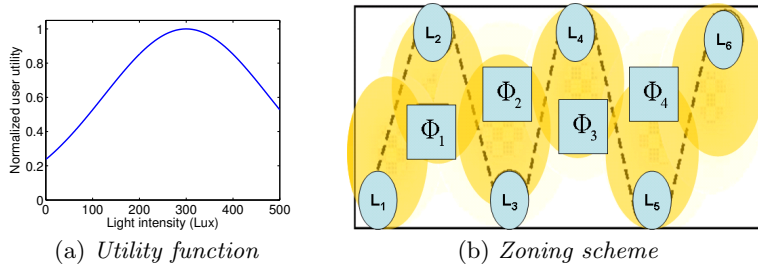 1
0.8
0.6
0.4
0.2
0
0 100 200 300 400 500
Normalized user utility
Light intensity (Lux)
(a) Utility function
L2 L4 L6
Φ1 Φ2 Φ3 Φ4
L1 L3 L5
(b) Zoning scheme